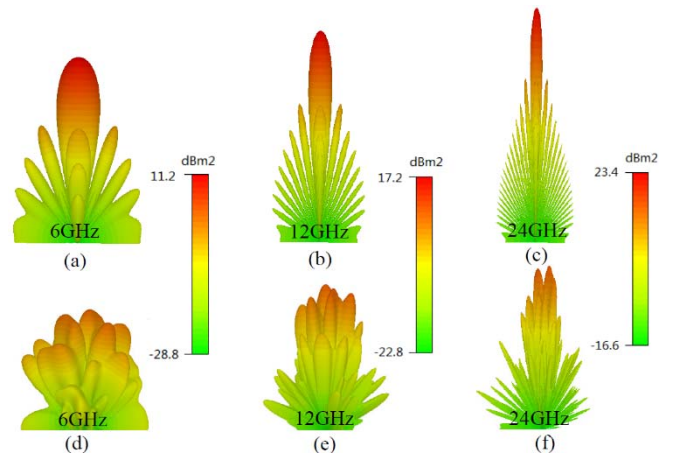 dBm2
11.2
6GHz
(a)
-28.8
dBm2
17.2
12GHz
(b)
-22.8
dBm2
23.4
24GHz
(c)
-16.6
6GHz
(d)
12GHz
(e)
24GHz
(f)